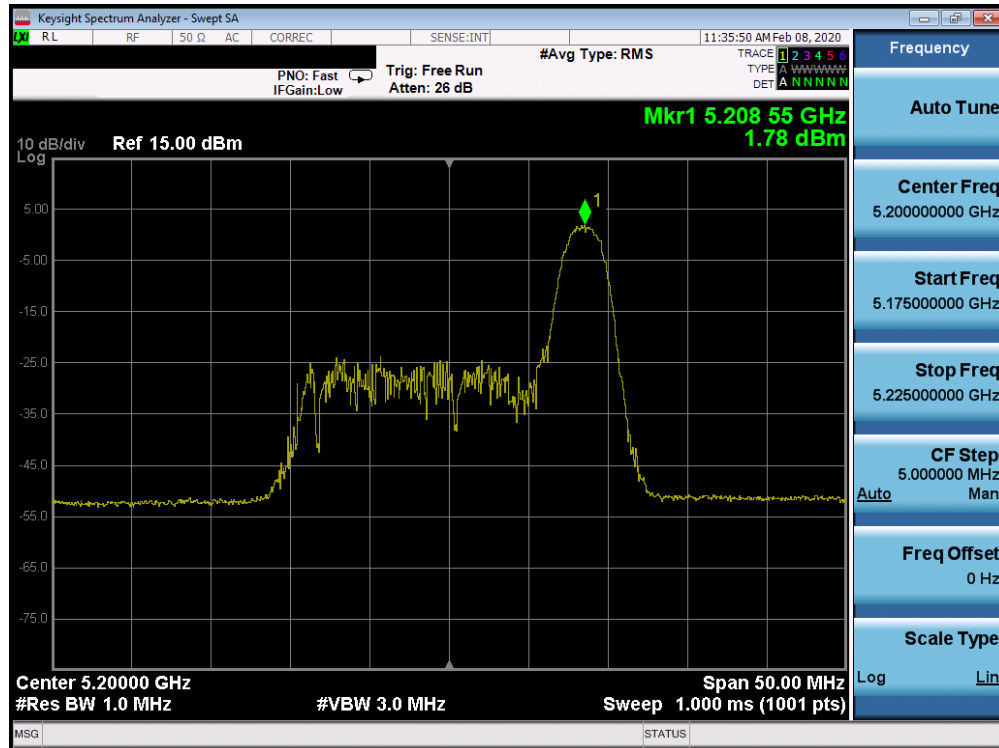 Keysight Spectrum Analyzer - Swept SA
LXI RL RF 50 Ω AC CORREC SENSE:INT 11:35:50 AM Feb 08, 2020
#Avg Type: RMS
TRACE 1 2 3 4 5 6
TYPE A WWWWW
DET A N N N N N
PNO: Fast
IFGain:Low
Trig: Free Run
Atten: 26 dB
Mkr1 5.208 55 GHz
1.78 dBm
10 dB/div
Log
Ref 15.00 dBm
1
5.00
-5.00
-15.0
-25.0
-35.0
-45.0
-55.0
-65.0
-75.0
Center 5.20000 GHz
Span 50.00 MHz
#Res BW 1.0 MHz
#VBW 3.0 MHz
Sweep 1.000 ms (1001 pts)
MSG
STATUS
Frequency
Auto Tune
Center Freq
5.200000000 GHz
Start Freq
5.175000000 GHz
Stop Freq
5.225000000 GHz
CF Step
5.000000 MHz
Auto Man
Freq Offset
0 Hz
Scale Type
Log Lin